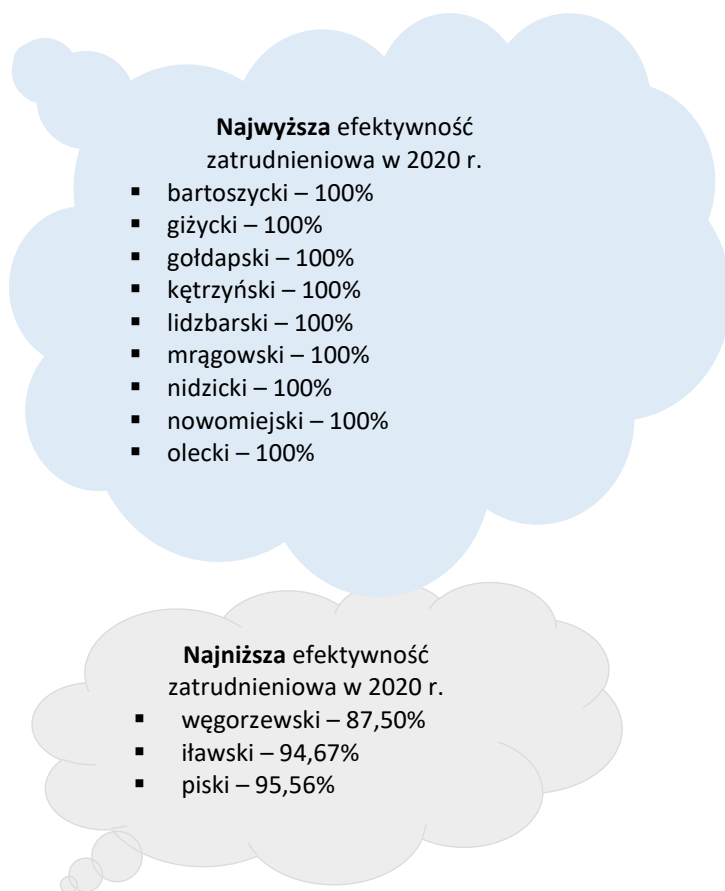 Najwyższa efektywność
zatrudnieniowa w 2020 r.
▪ bartoszycki – 100%
▪ giżycki – 100%
▪ gołdapski – 100%
▪ kętrzyński – 100%
▪ lidzbarski – 100%
▪ mrągowski – 100%
▪ nidzicki – 100%
▪ nowomiejski – 100%
▪ olecki – 100%
Najniższa efektywność
zatrudnieniowa w 2020 r.
▪ węgorzewski – 87,50%
▪ iławski – 94,67%
▪ piski – 95,56%